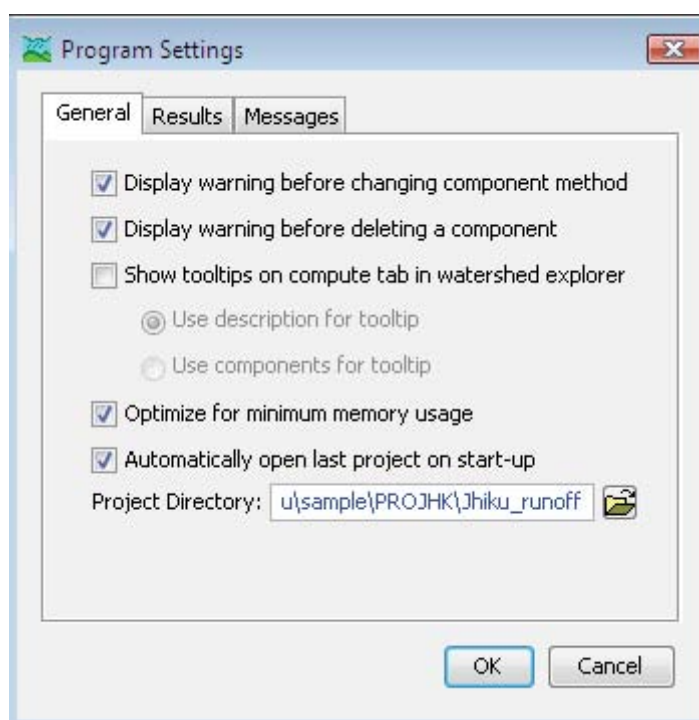 Program Settings
General Results Messages
Display warning before changing component method
Display warning before deleting a component
Show tooltips on compute tab in watershed explorer
Use description for tooltip
Use components for tooltip
Optimize for minimum memory usage
Automatically open last project on start-up
Project Directory: u\sample\PROJHK\Jhiku_runoff
OK Cancel